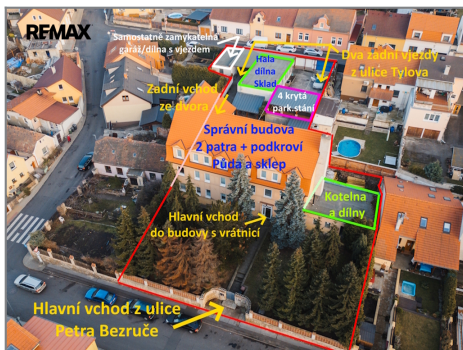 RE/MAX
Samostatně zamykatelná
garáž/dílna s vjezdem
Hala
dílna
Sklad
Dva zadní vjezdy
z ulice Tylova
4 krytá
park.stání
Zadní vchod
ze dvora
Správní budova
2 patra + podkroví
Půda a sklep
Kotelna
a dílny
Hlavní vchod
do budovy s vrátnicí
Hlavní vchod z ulice
Petra Bezruče